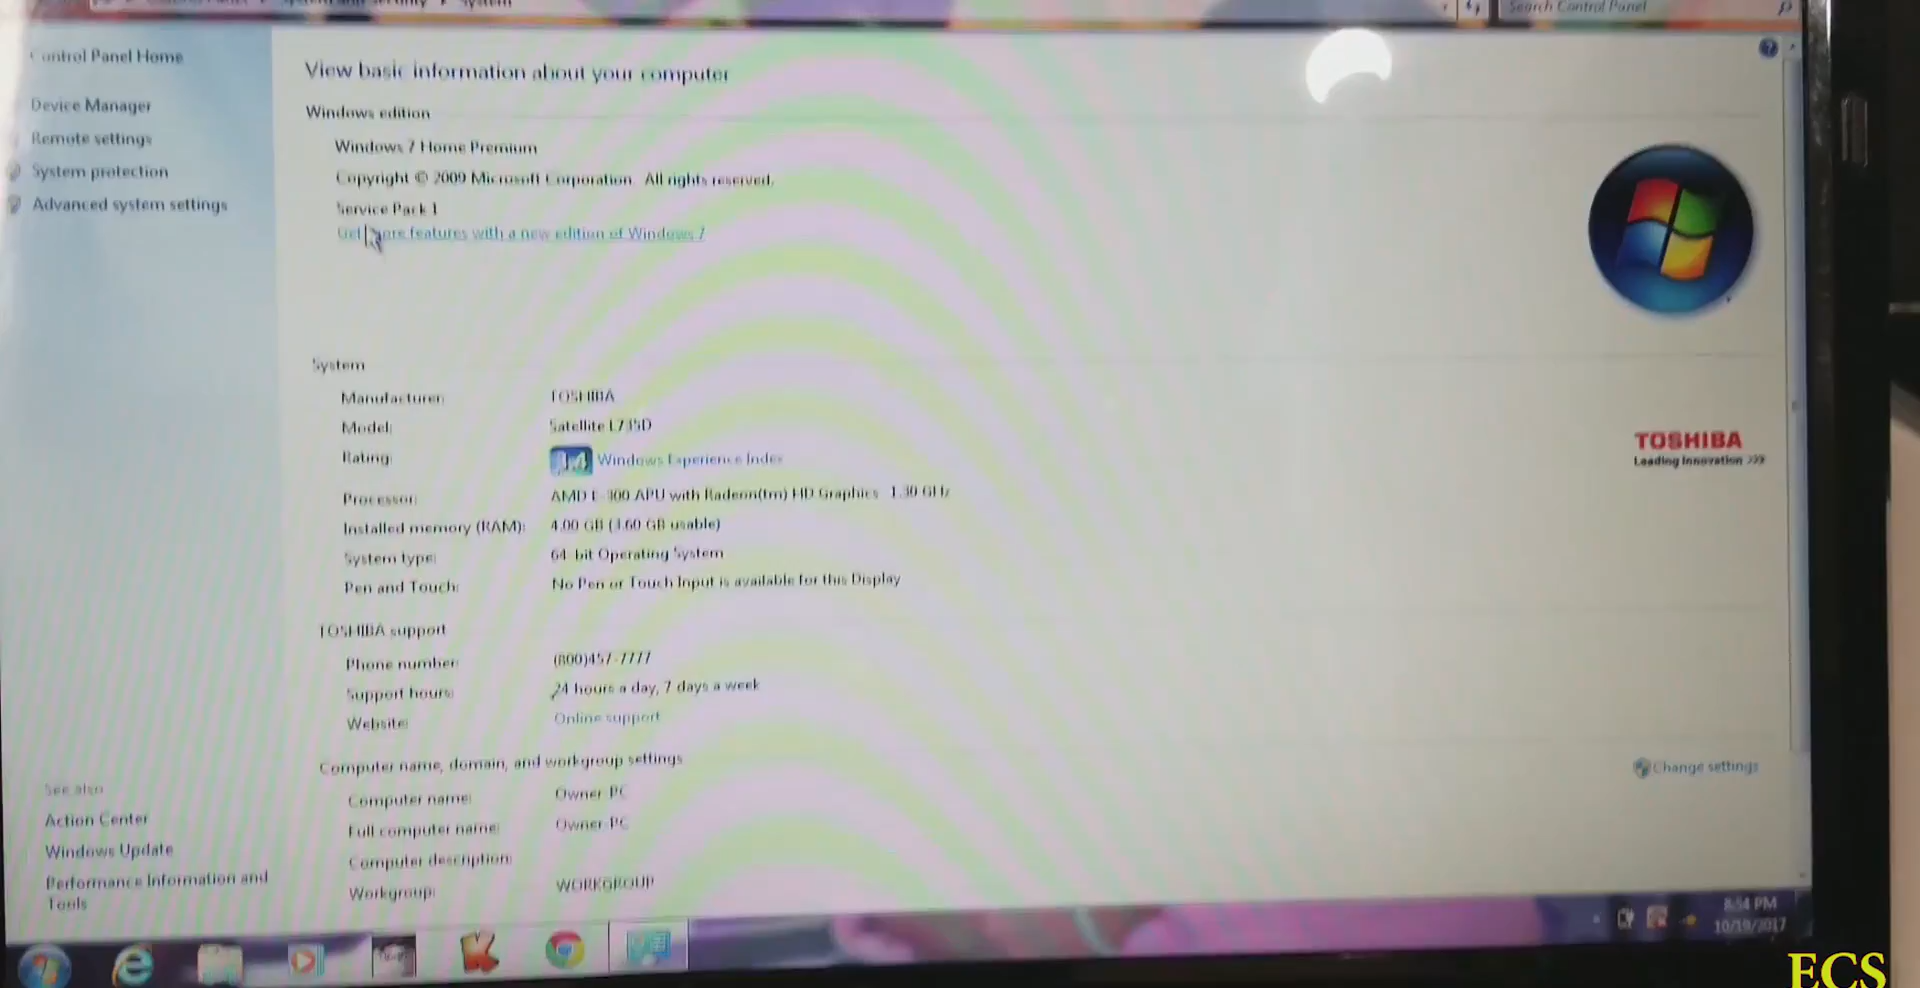 System
Search Control Panel
Control Panel Home
Device Manager
Remote settings
System protection
Advanced system settings
View basic information about your computer
Windows edition
Windows 7 Home Premium
Copyright © 2009 Microsoft Corporation. All rights reserved.
Service Pack 1
Get more features with a new edition of Windows 7
System
Manufacturer: TOSHIBA
Model: Satellite L735D
Rating: Windows Experience Index
Processor: AMD E-300 APU with Radeon(tm) HD Graphics 1.30 GHz
Installed memory (RAM): 4.00 GB (3.60 GB usable)
System type: 64-bit Operating System
Pen and Touch: No Pen or Touch Input is available for this Display
TOSHIBA
Leading Innovation >>>
TOSHIBA support
Phone number: (800)457-7777
Support hours: 24 hours a day, 7 days a week
Website: Online support
Computer name, domain, and workgroup settings
Computer name: Owner-PC
Change settings
Full computer name: Owner-PC
Computer description:
Workgroup: WORKGROUP
See also
Action Center
Windows Update
Performance Information and
Tools
8:54 PM
10/19/2017
ECS